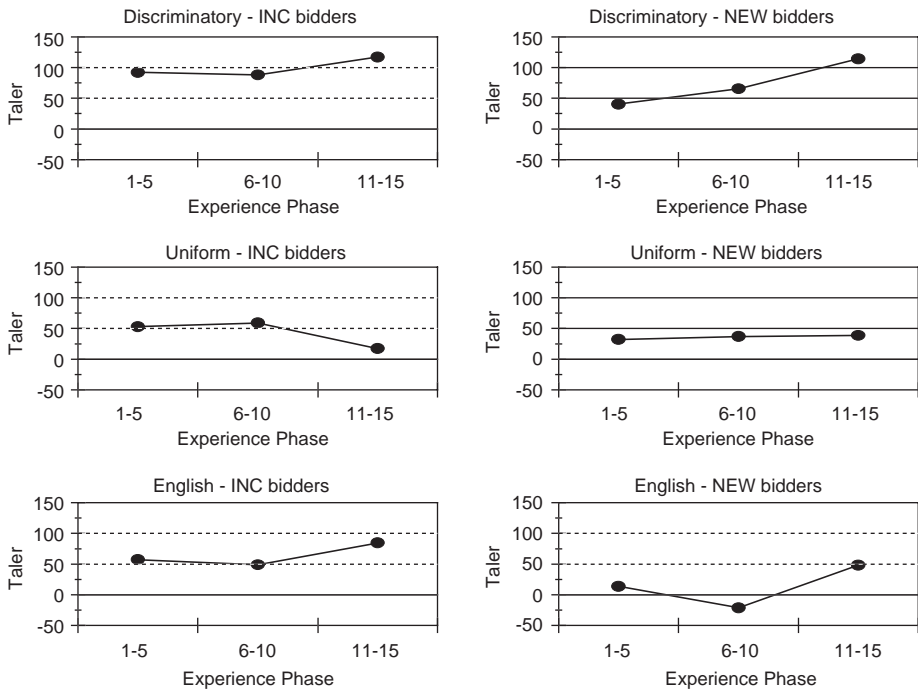 Discriminatory - INC bidders
150
100
50
0
-50
Taler
1-5 6-10 11-15
Experience Phase
Discriminatory - NEW bidders
150
100
50
0
-50
Taler
1-5 6-10 11-15
Experience Phase
Uniform - INC bidders
150
100
50
0
-50
Taler
1-5 6-10 11-15
Experience Phase
Uniform - NEW bidders
150
100
50
0
-50
Taler
1-5 6-10 11-15
Experience Phase
English - INC bidders
150
100
50
0
-50
Taler
1-5 6-10 11-15
Experience Phase
English - NEW bidders
150
100
50
0
-50
Taler
1-5 6-10 11-15
Experience Phase